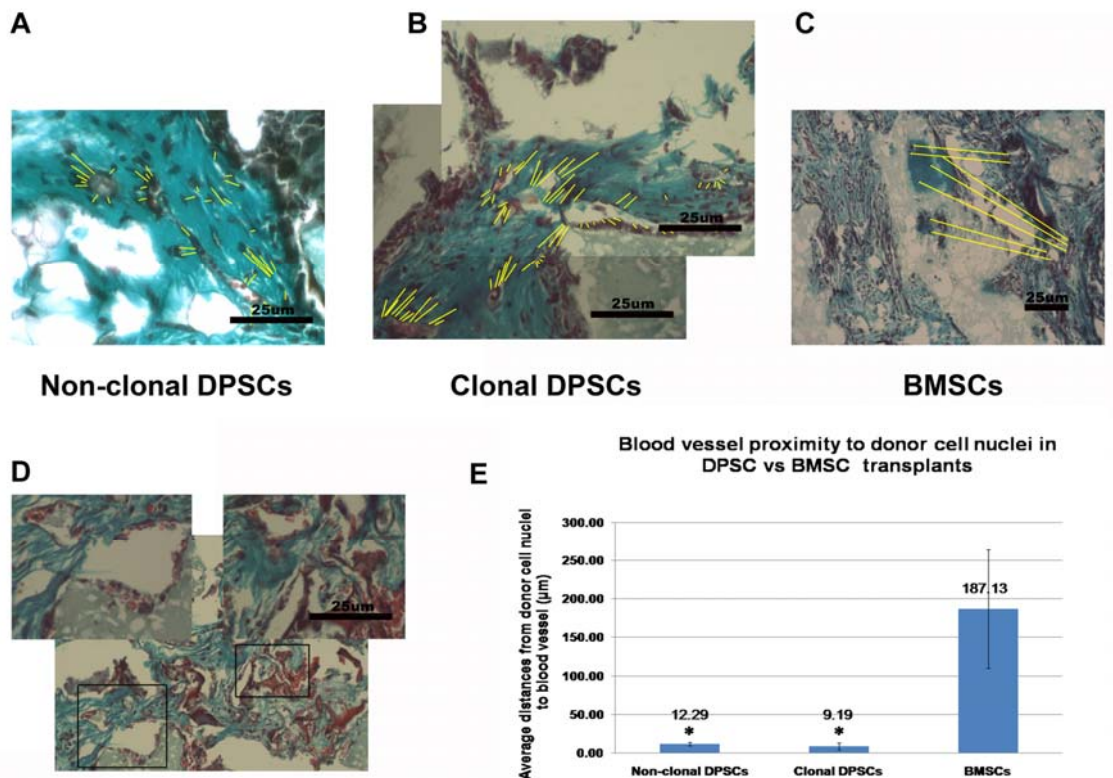 A
B
C
25um
25um
25um
25um
Non-clonal DPSCs
Clonal DPSCs
BMSCs
D
25um
E
Blood vessel proximity to donor cell nuclei in
DPSC vs BMSC transplants
Average distances from donor cell nuclei
to blood vessel (µm)
300.00
250.00
200.00
150.00
100.00
50.00
0.00
12.29
*
9.19
*
187.13
Non-clonal DPSCs
Clonal DPSCs
BMSCs